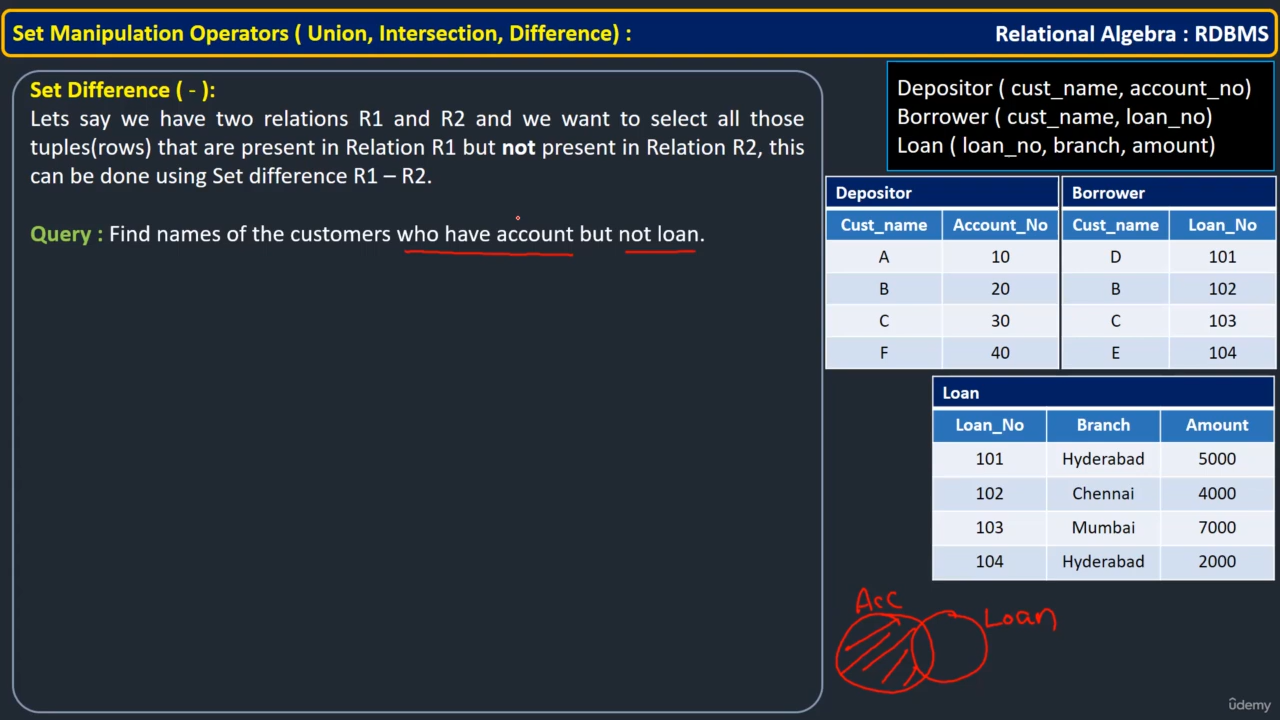 Set Manipulation Operators ( Union, Intersection, Difference) :
Relational Algebra : RDBMS
Set Difference ( - ):
Lets say we have two relations R1 and R2 and we want to select all those
tuples(rows) that are present in Relation R1 but not present in Relation R2, this
can be done using Set difference R1 – R2.
Query : Find names of the customers who have account but not loan.
Depositor ( cust_name, account_no)
Borrower ( cust_name, loan_no)
Loan ( loan_no, branch, amount)
Depositor
Cust_name Account_No
A 10
B 20
C 30
F 40
Borrower
Cust_name Loan_No
D 101
B 102
C 103
E 104
Loan
Loan_No Branch Amount
101 Hyderabad 5000
102 Chennai 4000
103 Mumbai 7000
104 Hyderabad 2000
Acc
Loan
ûdemy